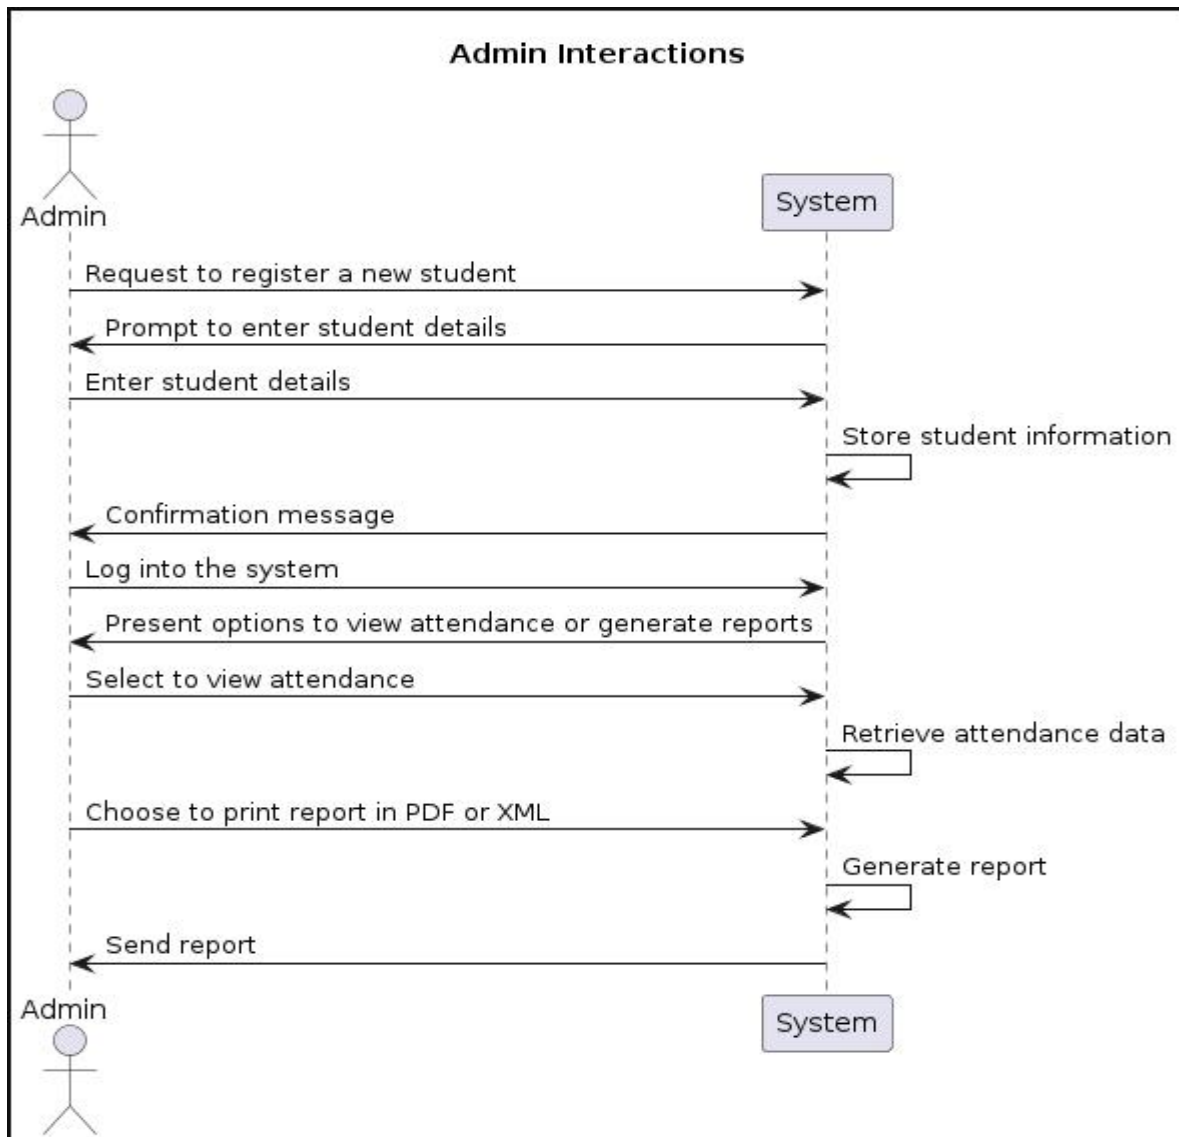 Admin Interactions
Admin
System
Request to register a new student
Prompt to enter student details
Enter student details
Store student information
Confirmation message
Log into the system
Present options to view attendance or generate reports
Select to view attendance
Retrieve attendance data
Choose to print report in PDF or XML
Generate report
Send report
Admin
System